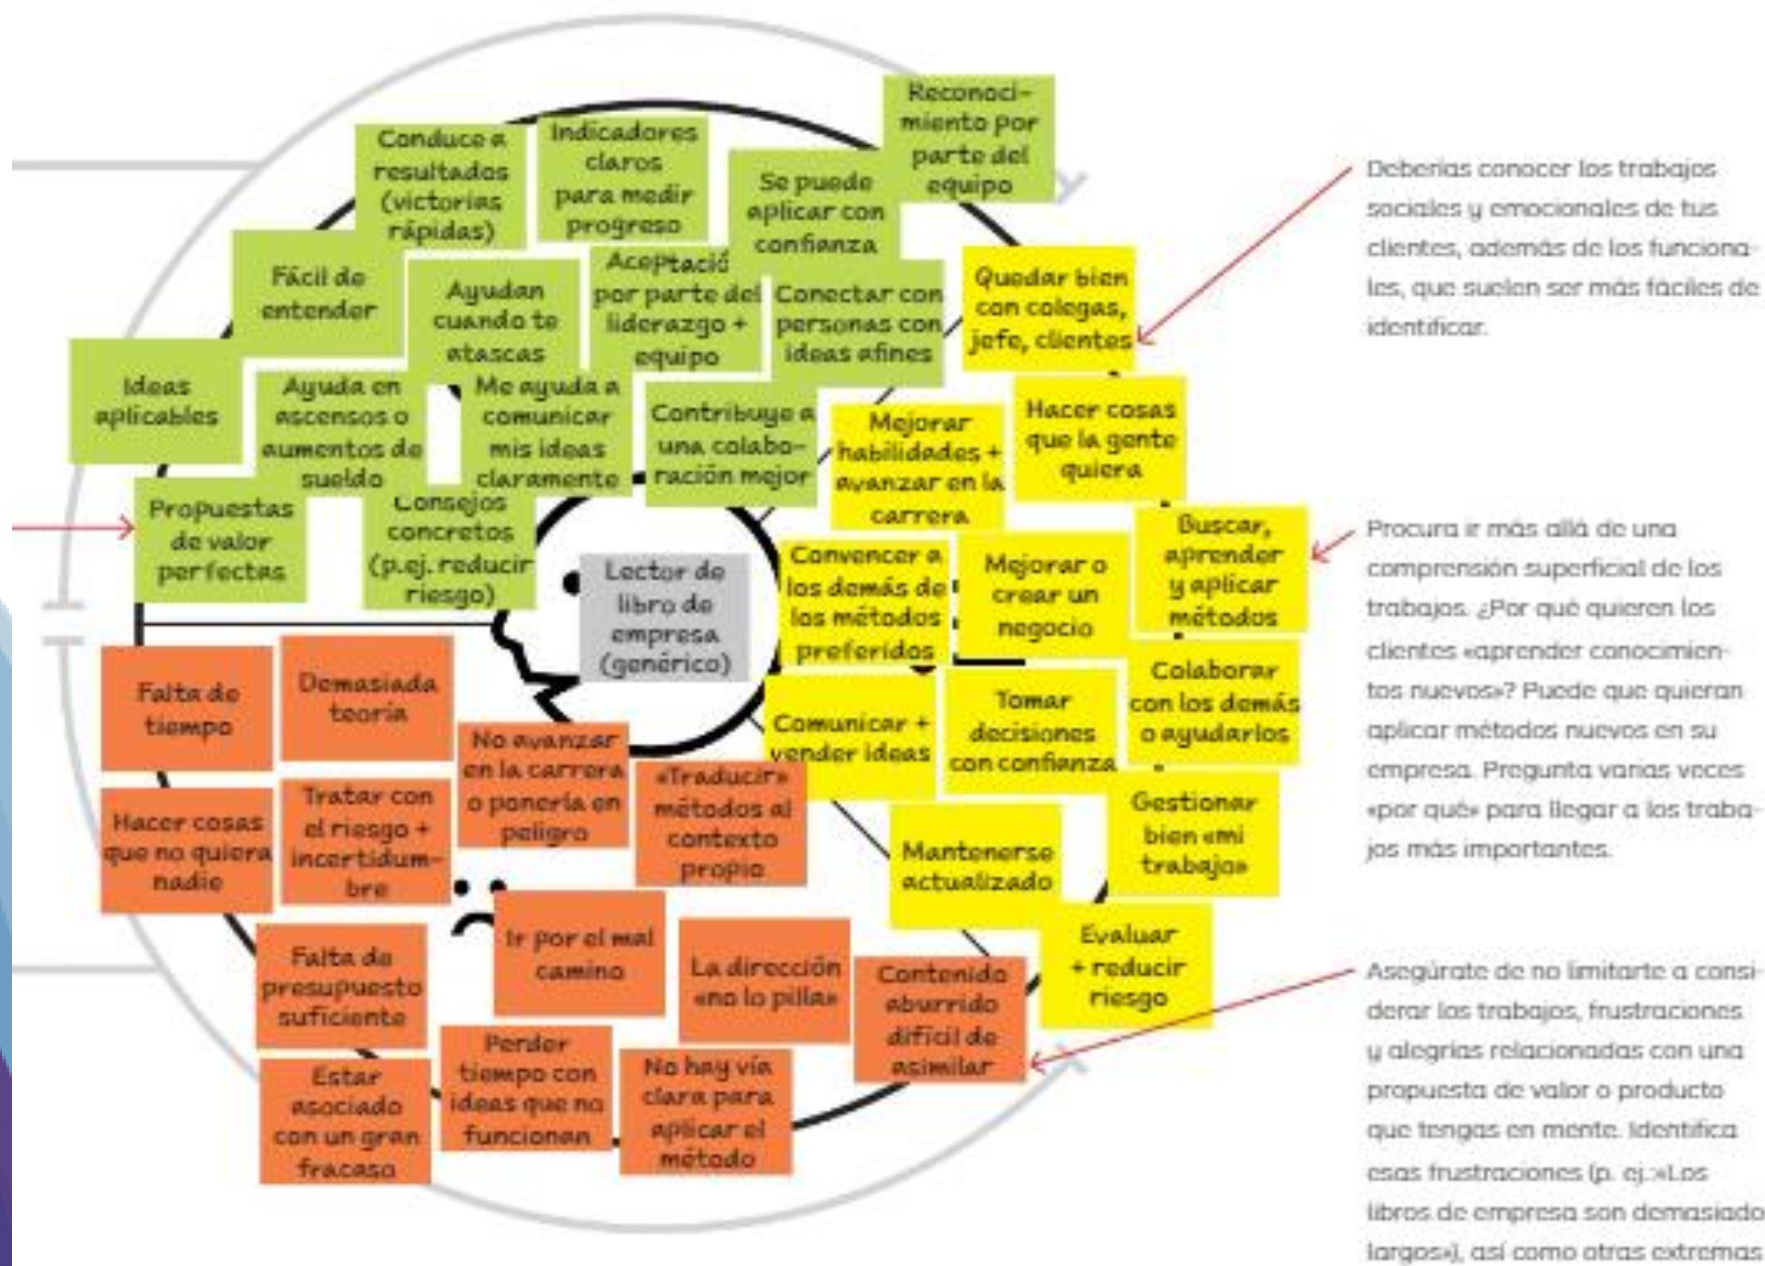 Reconoci-
miento por
parte del
equipo
Conduce a
resultados
(victorias
rápidas)
Indicadores
claros
para medir
progreso
Se puede
aplicar con
confianza
Fácil de
entender
Ayudan
cuando te
atascas
Aceptació
por parte del
liderazgo +
equipo
Conectar con
personas con
ideas afines
Ideas
aplicables
Ayuda en
ascensos o
aumentos de
sueldo
Me ayuda a
comunicar
mis ideas
claramente
Contribuye a
una colabo-
ración mejor
Propuestas
de valor
perfectas
Consejos
concretos
(p.ej. reducir
riesgo)
Lector de
libro de
empresa
(genérico)
Quedar bien
con colegas,
jefe, clientes
Mejorar
habilidades +
avanzar en la
carrera
Hacer cosas
que la gente
quiera
Convencer a
los demás de
los métodos
preferidos
Mejorar o
crear un
negocio
Buscar,
aprender
y aplicar
métodos
Comunicar +
vender ideas
Tomar
decisiones
con confianza
Colaborar
con los demás
o ayudarlos
Mantenerse
actualizado
Gestionar
bien «mi
trabajo»
Evaluar
+ reducir
riesgo
Falta de
tiempo
Demasiada
teoría
No avanzar
en la carrera
o ponerla en
peligro
«Traducir»
métodos al
contexto
propio
Hacer cosas
que no quiera
nadie
Tratar con
el riesgo +
incertidum-
bre
Falta de
presupuesto
suficiente
Ir por el mal
camino
La dirección
«no lo pilla»
Contenido
aburrido
difícil de
asimilar
Estar
asociado
con un gran
fracaso
Perder
tiempo con
ideas que no
funcionan
No hay vía
clara para
aplicar el
método
Deberías conocer los trabajos
sociales y emocionales de tus
clientes, además de los funciona-
les, que suelen ser más fáciles de
identificar.
Procura ir más allá de una
comprensión superficial de los
trabajos. ¿Por qué quieren los
clientes «aprender conocimien-
tos nuevos»? Puede que quieran
aplicar métodos nuevos en su
empresa. Pregunta varias veces
«por qué» para llegar a los traba-
jos más importantes.
Asegúrate de no limitarte a consi-
derar los trabajos, frustraciones
y alegrías relacionadas con una
propuesta de valor o producto
que tengas en mente. Identifica
esas frustraciones (p. ej.:«Los
libros de empresa son demasiado
largos»), así como otras extremas